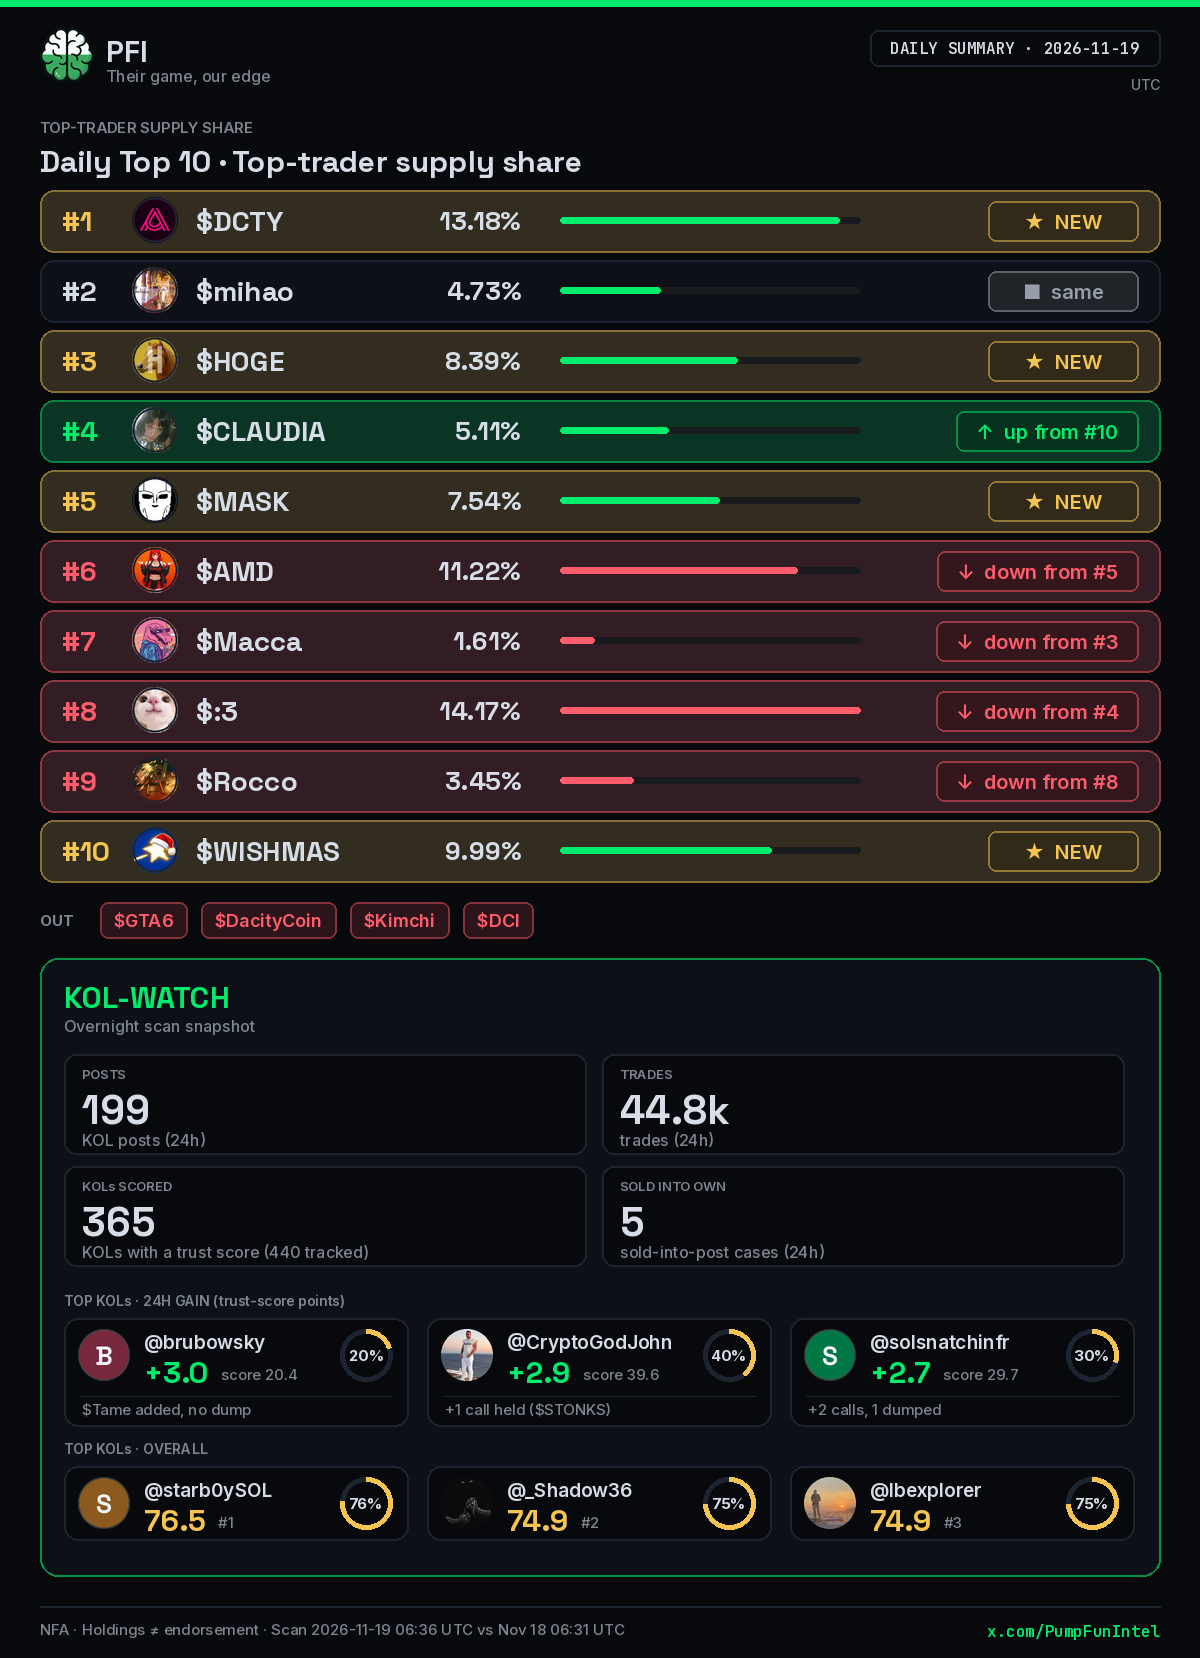 PFI
Their game, our edge
DAILY SUMMARY · 2026-11-19
UTC
TOP-TRADER SUPPLY SHARE
Daily Top 10 · Top-trader supply share
#1 $DCTY 13.18% ★ NEW
#2 $mihao 4.73% ■ same
#3 $HOGE 8.39% ★ NEW
#4 $CLAUDIA 5.11% ↑ up from #10
#5 $MASK 7.54% ★ NEW
#6 $AMD 11.22% ↓ down from #5
#7 $Macca 1.61% ↓ down from #3
#8 $:3 14.17% ↓ down from #4
#9 $Rocco 3.45% ↓ down from #8
#10 $WISHMAS 9.99% ★ NEW
OUT $GTA6 $DacityCoin $Kimchi $DCI
KOL-WATCH
Overnight scan snapshot
POSTS
199
KOL posts (24h)
TRADES
44.8k
trades (24h)
KOLs SCORED
365
KOLs with a trust score (440 tracked)
SOLD INTO OWN
5
sold-into-post cases (24h)
TOP KOLs · 24H GAIN (trust-score points)
B
@brubowsky
+3.0 score 20.4
20%
$Tame added, no dump
@CryptoGodJohn
+2.9 score 39.6
40%
+1 call held ($STONKS)
S
@solsnatchinfr
+2.7 score 29.7
30%
+2 calls, 1 dumped
TOP KOLs · OVERALL
S
@starb0ySOL
76.5 #1
76%
@_Shadow36
74.9 #2
75%
@lbexplorer
74.9 #3
75%
NFA · Holdings ≠ endorsement · Scan 2026-11-19 06:36 UTC vs Nov 18 06:31 UTC
x.com/PumpFunIntel